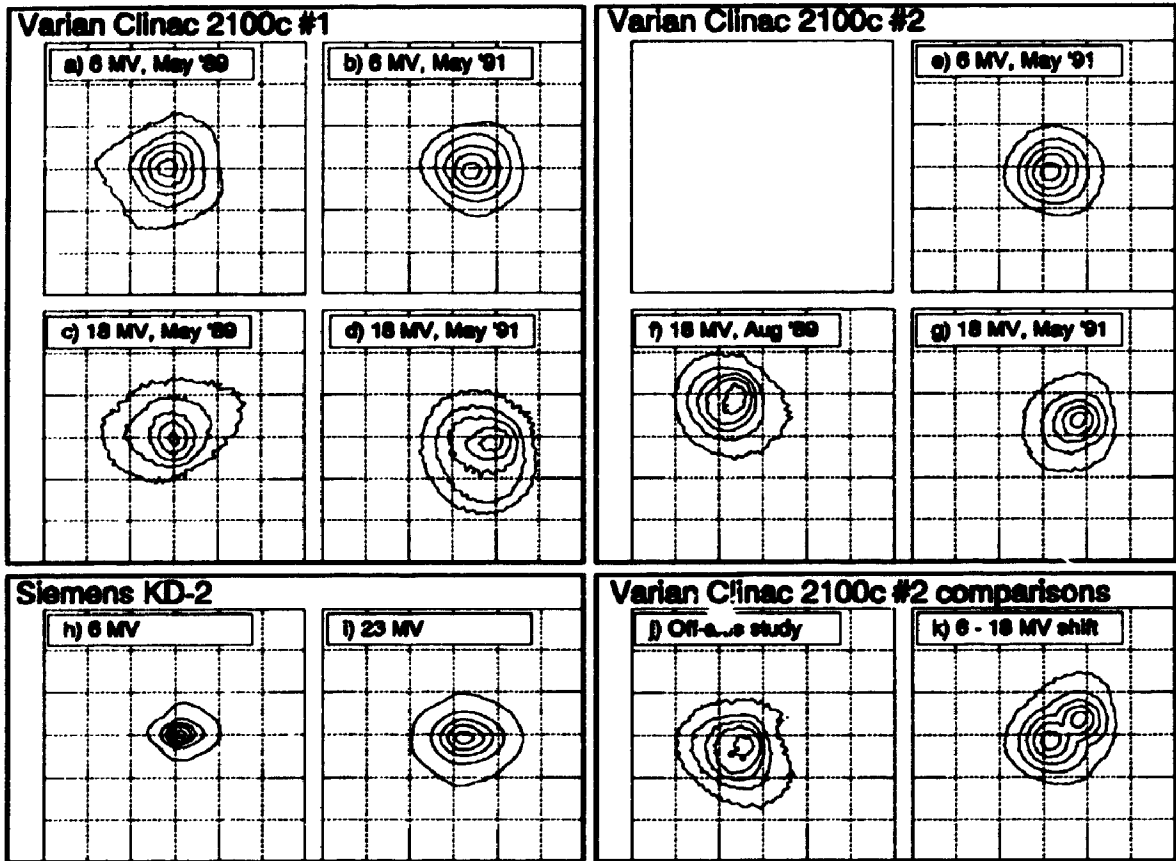 Varian Clinac 2100c #1
a) 6 MV, May '89
b) 6 MV, May '91
c) 18 MV, May '89
d) 18 MV, May '91
Varian Clinac 2100c #2
e) 6 MV, May '91
f) 18 MV, Aug '89
g) 18 MV, May '91
Siemens KD-2
h) 6 MV
i) 23 MV
Varian Clinac 2100c #2 comparisons
j) study
k) 6 - 18 MV shift